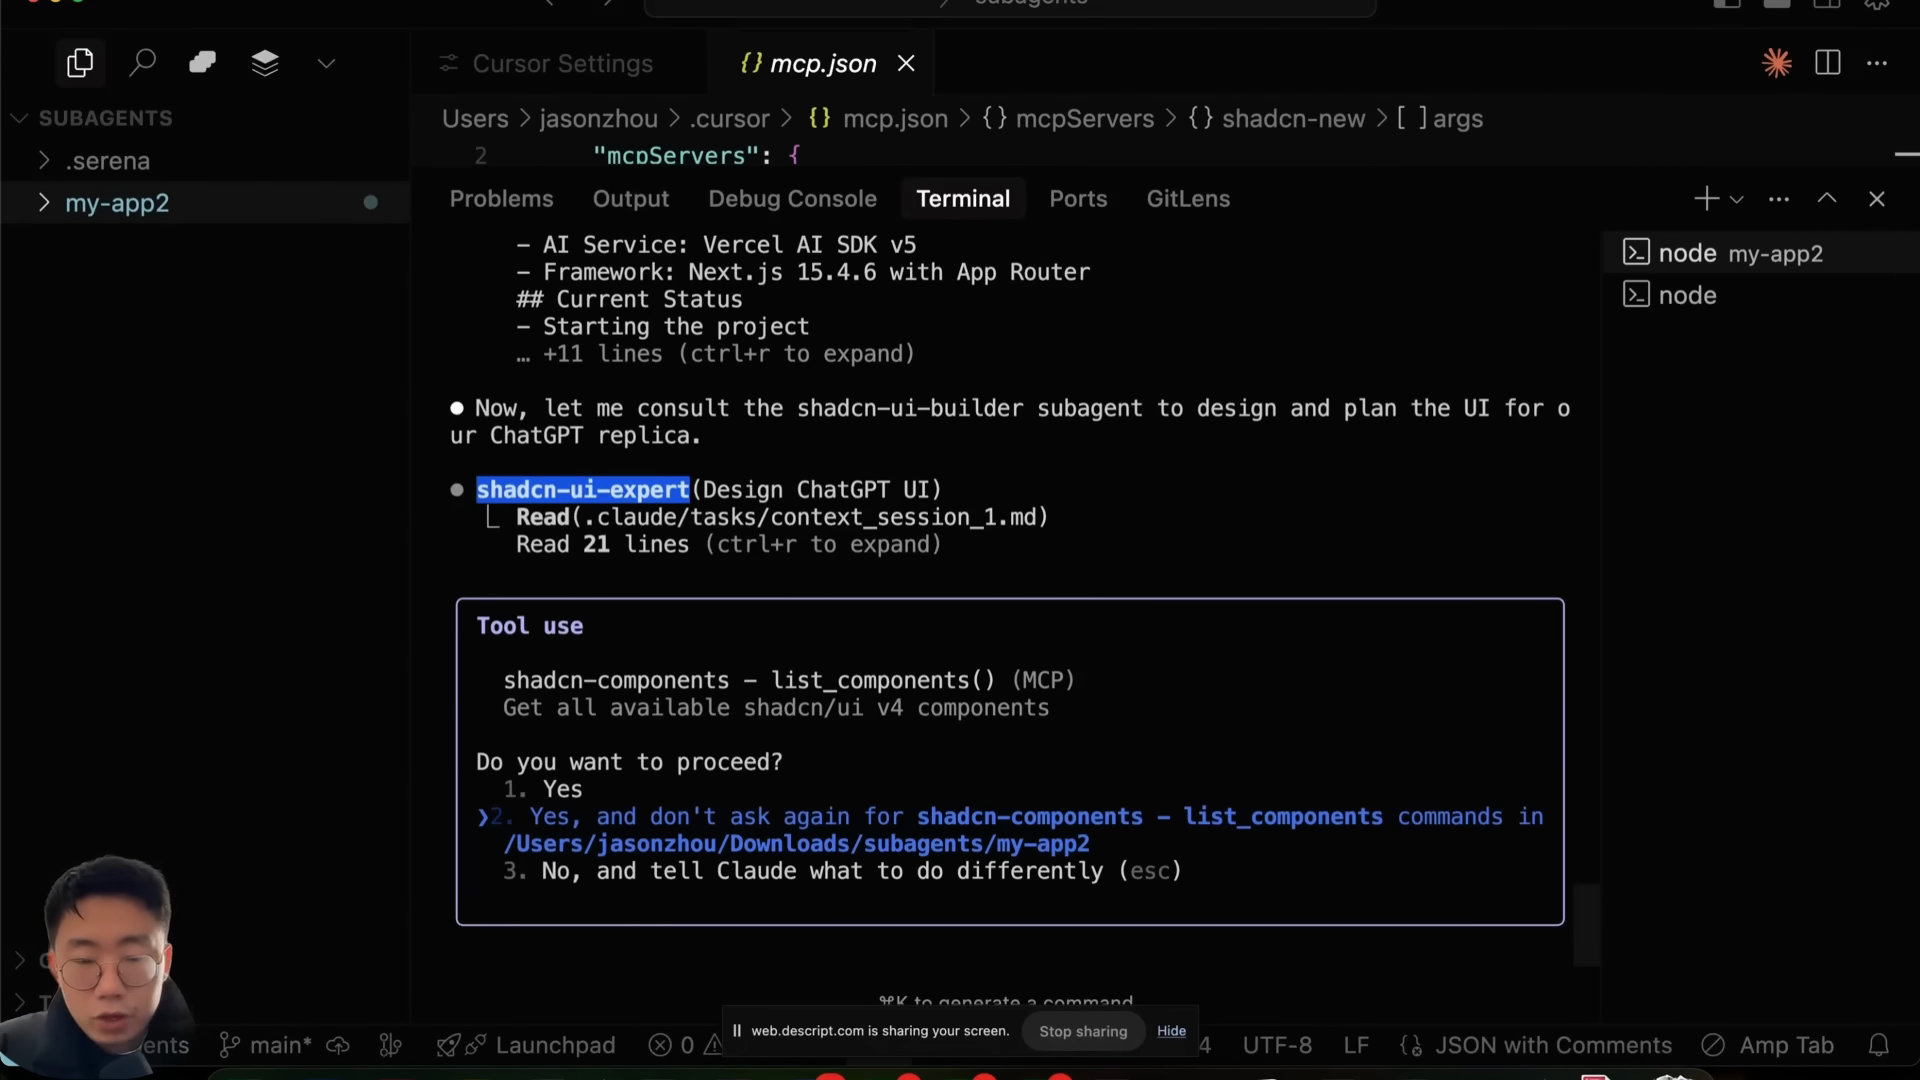 Cursor Settings
{} mcp.json
SUBAGENTS
.serena
my-app2
Users > jasonzhou > .cursor > {} mcp.json > {} mcpServers > {} shadcn-new > [ ] args
2 "mcpServers": {
Problems Output Debug Console Terminal Ports GitLens
node my-app2
node
– AI Service: Vercel AI SDK v5
– Framework: Next.js 15.4.6 with App Router
## Current Status
– Starting the project
… +11 lines (ctrl+r to expand)
Now, let me consult the shadcn-ui-builder subagent to design and plan the UI for o
ur ChatGPT replica.
shadcn-ui-expert(Design ChatGPT UI)
Read(.claude/tasks/context_session_1.md)
Read 21 lines (ctrl+r to expand)
Tool use
shadcn-components – list_components() (MCP)
Get all available shadcn/ui v4 components
Do you want to proceed?
1. Yes
❯2. Yes, and don't ask again for shadcn-components – list_components commands in
/Users/jasonzhou/Downloads/subagents/my-app2
3. No, and tell Claude what to do differently (esc)
⌘K to generate a command
web.descript.com is sharing your screen. Stop sharing Hide
main* Launchpad 0 UTF-8 LF JSON with Comments Amp Tab